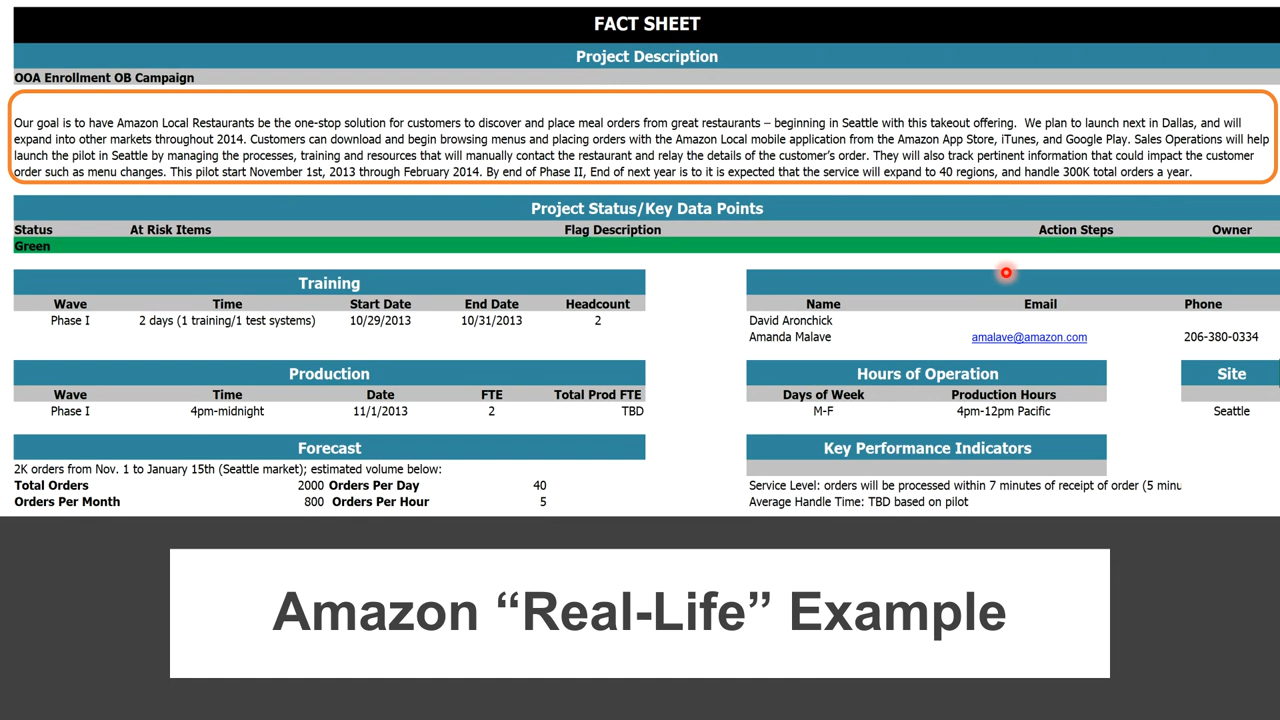 FACT SHEET
Project Description
OOA Enrollment OB Campaign
Our goal is to have Amazon Local Restaurants be the one-stop solution for customers to discover and place meal orders from great restaurants – beginning in Seattle with this takeout offering.  We plan to launch next in Dallas, and will
expand into other markets throughout 2014. Customers can download and begin browsing menus and placing orders with the Amazon Local mobile application from the Amazon App Store, iTunes, and Google Play. Sales Operations will help
launch the pilot in Seattle by managing the processes, training and resources that will manually contact the restaurant and relay the details of the customer's order. They will also track pertinent information that could impact the customer
order such as menu changes. This pilot start November 1st, 2013 through February 2014. By end of Phase II, End of next year is to it is expected that the service will expand to 40 regions, and handle 300K total orders a year.
Project Status/Key Data Points
Status At Risk Items Flag Description Action Steps Owner
Green
Training
Wave Time Start Date End Date Headcount
Phase I 2 days (1 training/1 test systems) 10/29/2013 10/31/2013 2
Name Email Phone
David Aronchick
Amanda Malave amalave@amazon.com 206-380-0334
Production
Wave Time Date FTE Total Prod FTE
Phase I 4pm-midnight 11/1/2013 2 TBD
Hours of Operation
Days of Week Production Hours
M-F 4pm-12pm Pacific
Site
Seattle
Forecast
2K orders from Nov. 1 to January 15th (Seattle market); estimated volume below:
Total Orders 2000 Orders Per Day 40
Orders Per Month 800 Orders Per Hour 5
Key Performance Indicators
Service Level: orders will be processed within 7 minutes of receipt of order (5 minu
Average Handle Time: TBD based on pilot
Amazon “Real-Life” Example